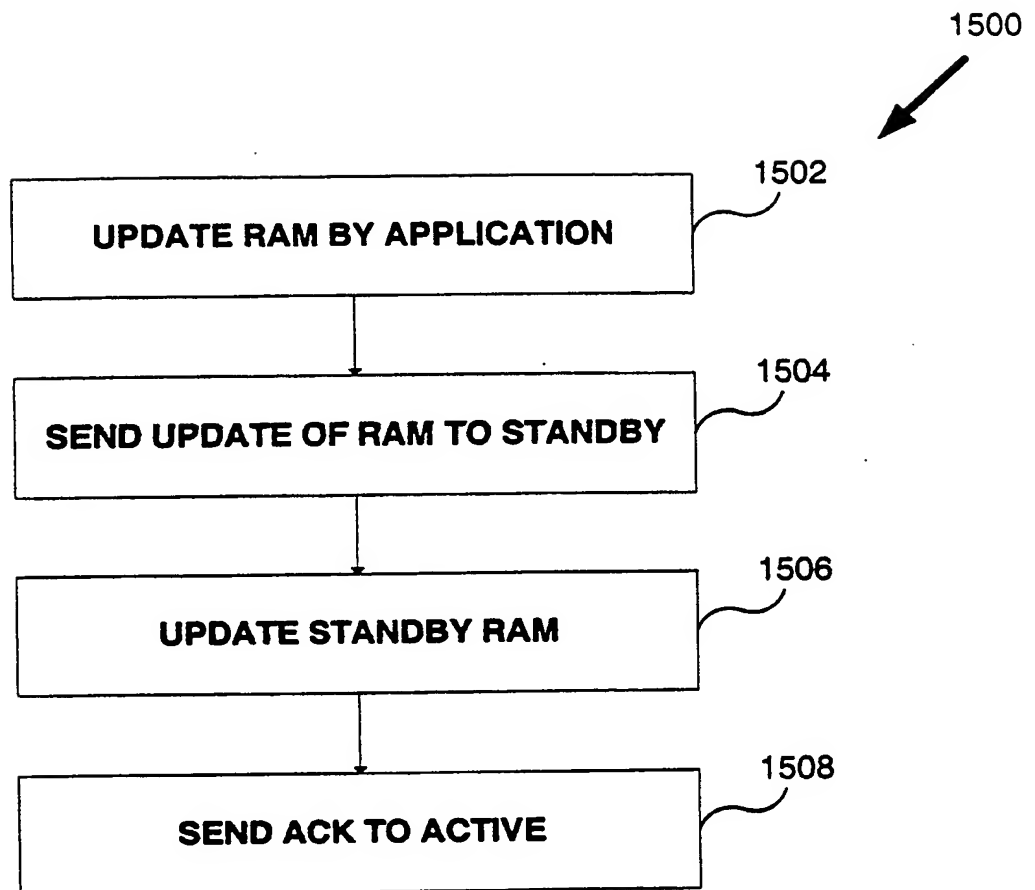 1500
1502
UPDATE RAM BY APPLICATION
1504
SEND UPDATE OF RAM TO STANDBY
1506
UPDATE STANDBY RAM
1508
SEND ACK TO ACTIVE